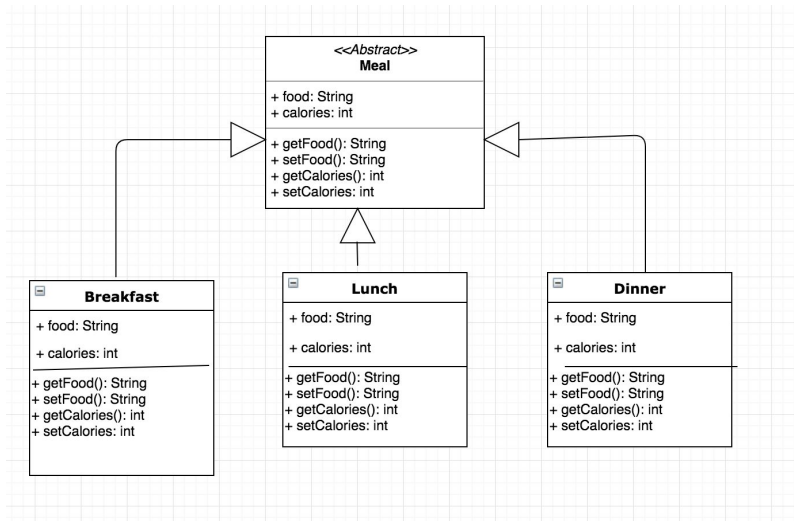 <<Abstract>>
Meal
+ food: String
+ calories: int
+ getFood(): String
+ setFood(): String
+ getCalories(): int
+ setCalories: int
Breakfast
+ food: String
+ calories: int
+ getFood(): String
+ setFood(): String
+ getCalories(): int
+ setCalories: int
Lunch
+ food: String
+ calories: int
+ getFood(): String
+ setFood(): String
+ getCalories(): int
+ setCalories: int
Dinner
+ food: String
+ calories: int
+ getFood(): String
+ setFood(): String
+ getCalories(): int
+ setCalories: int